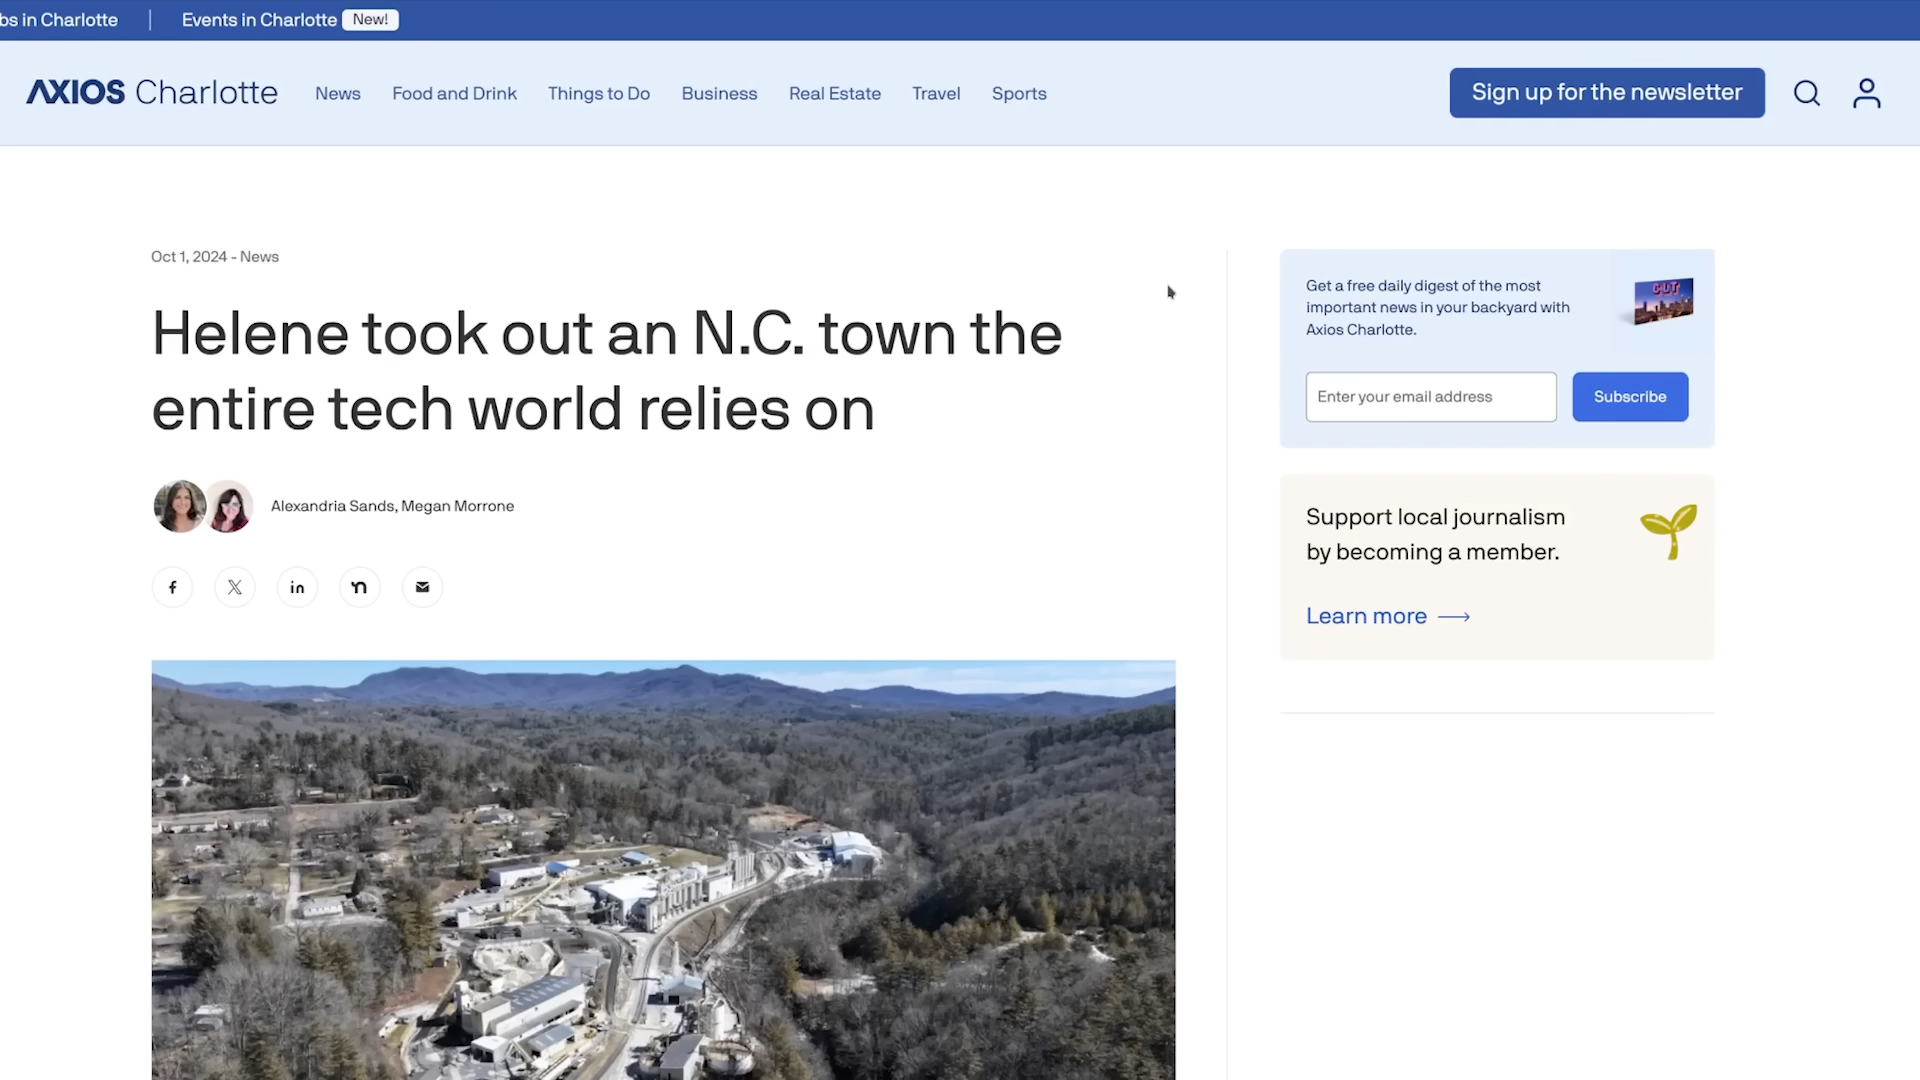 bs in Charlotte
Events in Charlotte New!
AXIOS Charlotte
News Food and Drink Things to Do Business Real Estate Travel Sports
Sign up for the newsletter
Oct 1, 2024 - News
Helene took out an N.C. town the
entire tech world relies on
Alexandria Sands, Megan Morrone
Get a free daily digest of the most
important news in your backyard with
Axios Charlotte.
CLT
Enter your email address
Subscribe
Support local journalism
by becoming a member.
Learn more